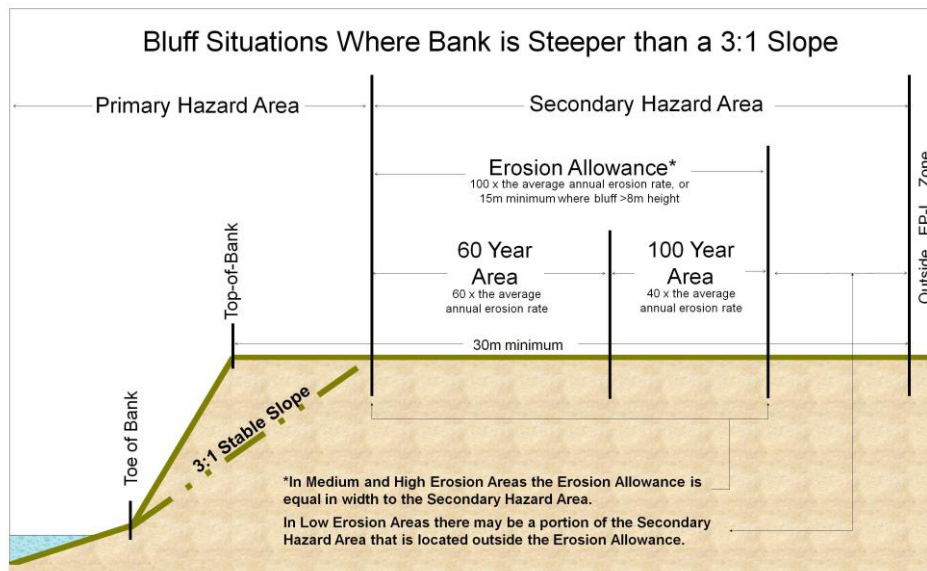 Bluff Situations Where Bank is Steeper than a 3:1 Slope
Primary Hazard Area
Secondary Hazard Area
Erosion Allowance*
100 x the average annual erosion rate, or
15m minimum where bluff >8m height
60 Year
Area
60 x the average
annual erosion rate
100 Year
Area
40 x the average
annual erosion rate
Outside EP-L Zone
Top-of-Bank
30m minimum
Toe of Bank
3:1 Stable Slope
*In Medium and High Erosion Areas the Erosion Allowance is
equal in width to the Secondary Hazard Area.
In Low Erosion Areas there may be a portion of the Secondary
Hazard Area that is located outside the Erosion Allowance.